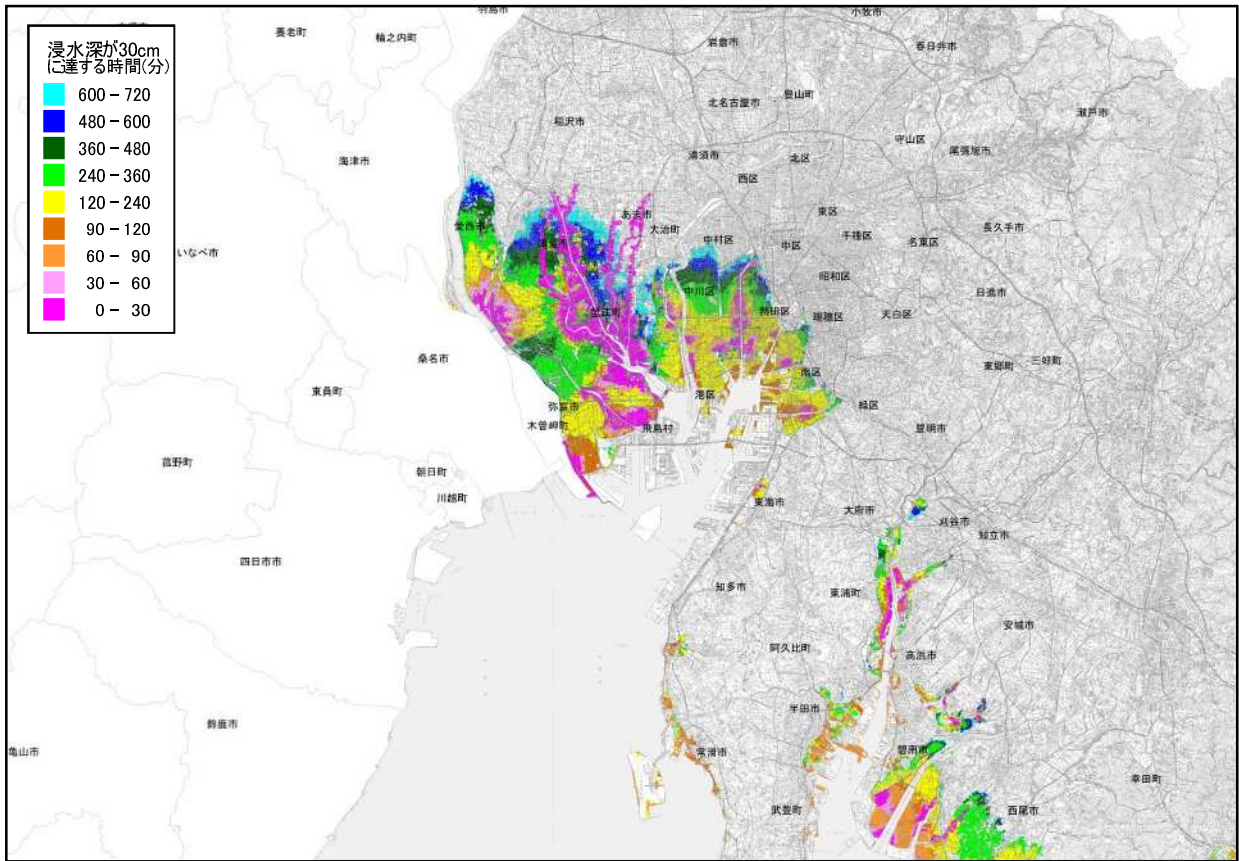 浸水深が30cm
に達する時間(分)
600-720
480-600
360-480
240-360
120-240
90-120
60-90
30-60
0-30
羽島市
小牧市
養老町
輪之内町
岩倉市
春日井市
北名古屋市
豊山町
瀬戸市
稲沢市
守山区
尾張旭市
海津市
清須市
北区
西区
あま市
東区
愛西市
大治町
千種区
長久手市
いなべ市
中村区
中区
名東区
昭和区
中川区
日進市
蟹江町
熱田区
瑞穂区
天白区
桑名市
東郷町
三好町
東員町
南区
港区
弥富市
緑区
木曽岬町
飛島村
豊明市
菰野町
朝日町
川越町
東海市
大府市
刈谷市
知立市
四日市市
知多市
東浦町
安城市
阿久比町
高浜市
半田市
鈴鹿市
亀山市
常滑市
碧南市
幸田町
武豊町
西尾市